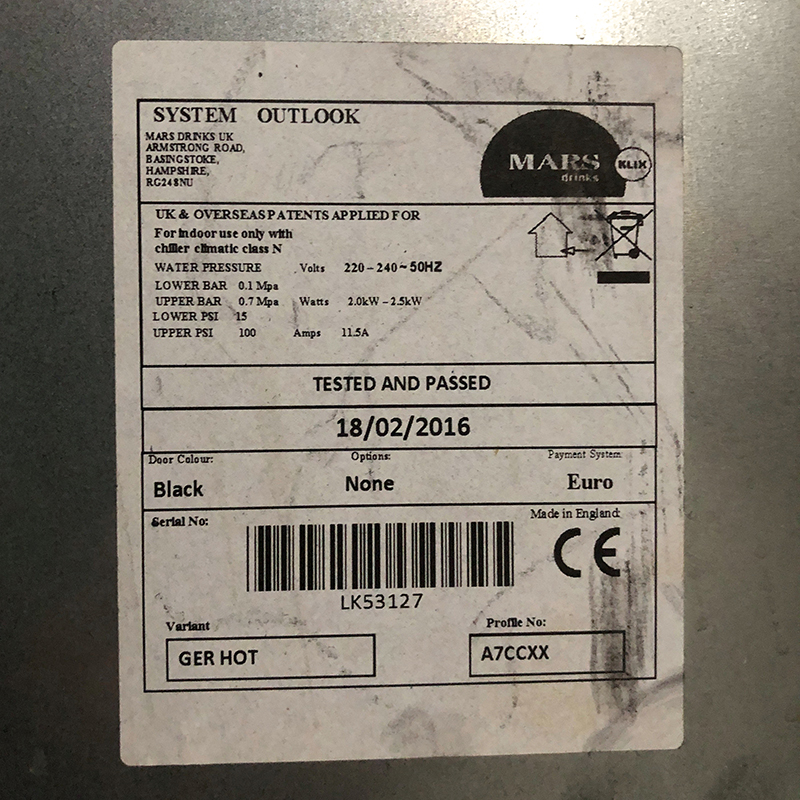 SYSTEM OUTLOOK
MARS DRINKS UK
ARMSTRONG ROAD,
BASINGSTOKE,
HAMPSHIRE,
RG248NU
MARS
drinks
KLIX
UK & OVERSEAS PATENTS APPLIED FOR
For indoor use only with
chiller climatic class N
WATER PRESSURE Volts 220-240~50HZ
LOWER BAR 0.1 Mpa
UPPER BAR 0.7 Mpa Watts 2.0kW-2.5kW
LOWER PSI 15
UPPER PSI 100 Amps 11.5A
TESTED AND PASSED
18/02/2016
Door Colour: Options: Payment System:
Black None Euro
Serial No: Made in England:
CE
LK53127
Variant Profile No:
GER HOT A7CCXX